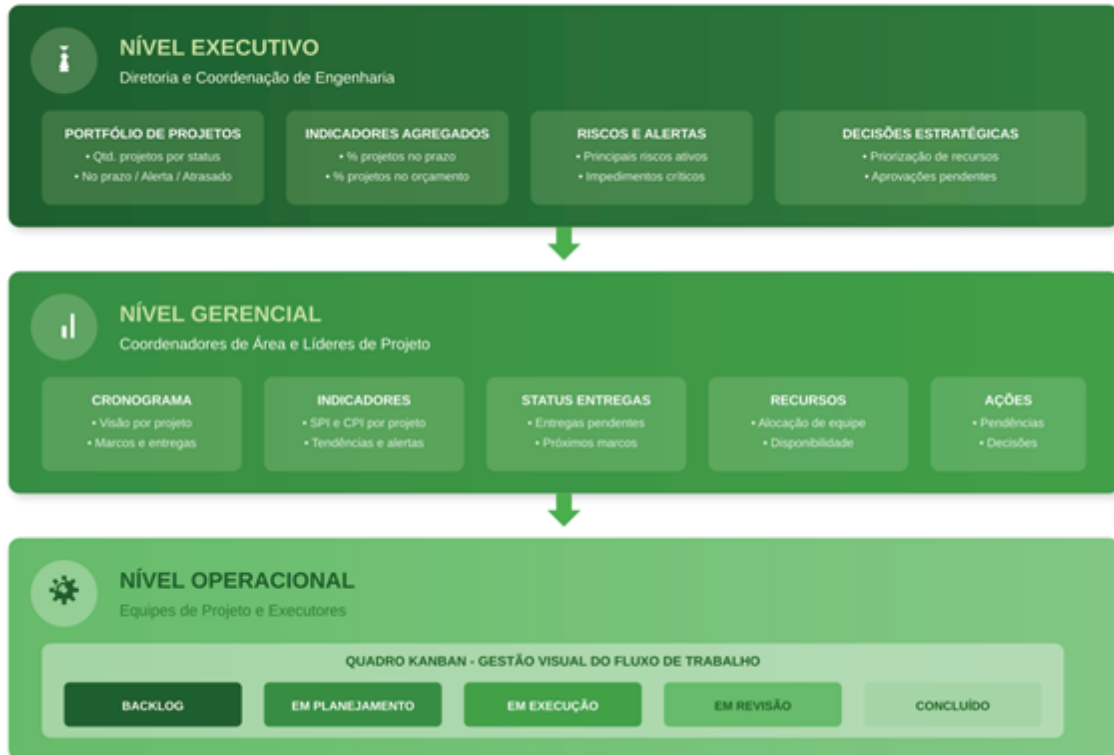 NÍVEL EXECUTIVO
Diretoria e Coordenação de Engenharia
PORTFÓLIO DE PROJETOS
• Qtd. projetos por status
• No prazo / Alerta / Atrasado
INDICADORES AGREGADOS
• % projetos no prazo
• % projetos no orçamento
RISCOS E ALERTAS
• Principais riscos ativos
• Impedimentos críticos
DECISÕES ESTRATÉGICAS
• Priorização de recursos
• Aprovações pendentes
NÍVEL GERENCIAL
Coordenadores de Área e Líderes de Projeto
CRONOGRAMA
• Visão por projeto
• Marcos e entregas
INDICADORES
• SPI e CPI por projeto
• Tendências e alertas
STATUS ENTREGAS
• Entregas pendentes
• Próximos marcos
RECURSOS
• Alocação de equipe
• Disponibilidade
AÇÕES
• Pendências
• Decisões
NÍVEL OPERACIONAL
Equipes de Projeto e Executores
QUADRO KANBAN - GESTÃO VISUAL DO FLUXO DE TRABALHO
BACKLOG
EM PLANEJAMENTO
EM EXECUÇÃO
EM REVISÃO
CONCLUÍDO